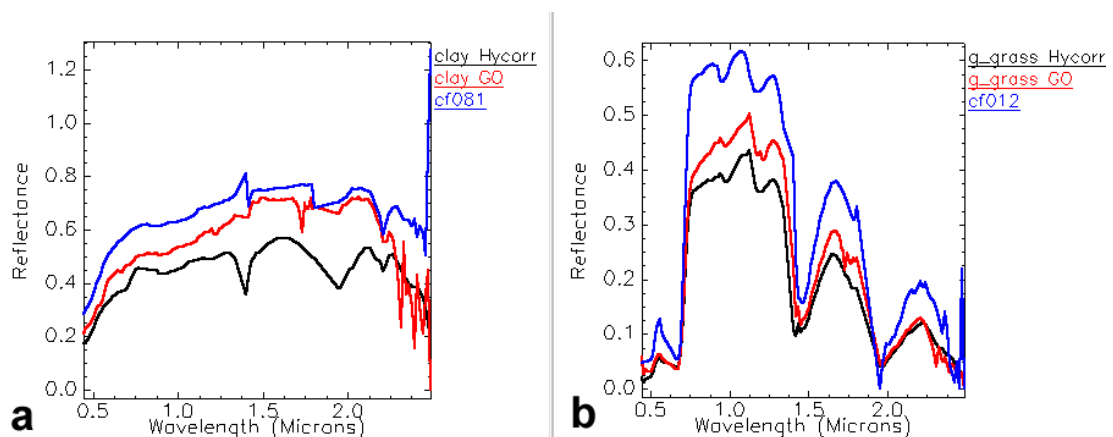 clay Hycorr
clay GO
cf081
1.2
1.0
0.8
0.6
0.4
0.2
0.0
Reflectance
0.5 1.0 1.5 2.0
Wavelength (Microns)
a
g_grass Hycorr
g_grass GO
cf012
0.6
0.5
0.4
0.3
0.2
0.1
0.0
Reflectance
0.5 1.0 1.5 2.0
Wavelength (Microns)
b